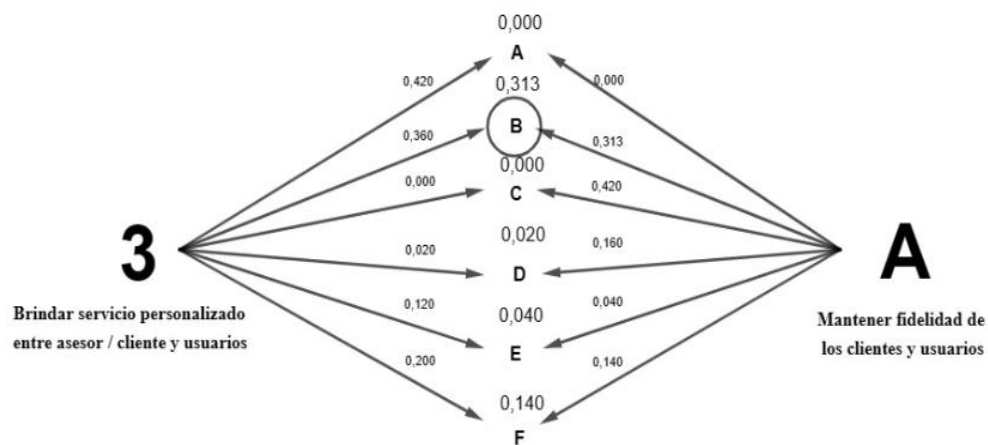 0,000
A
0,420
0,000
0,313
0,360
B
0,313
0,000
0,000
0,420
C
0,020
0,020
0,160
3
A
D
0,120
0,040
0,040
Brindar servicio personalizado
entre asesor / cliente y usuarios
Mantener fidelidad de
los clientes y usuarios
E
0,200
0,140
0,140
F